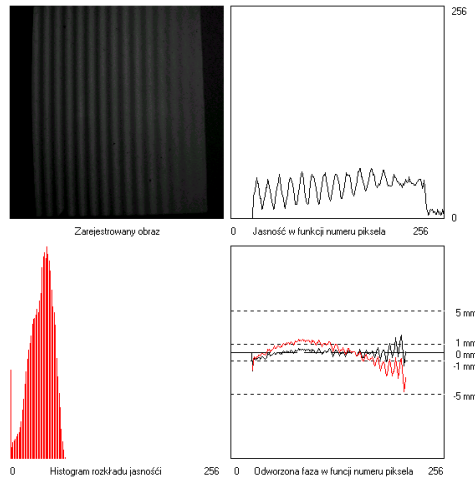 256
0
Zarejestrowany obraz
0 Jasność w funkcji numeru piksela 256
5 mm
1 mm
0 mm
-1 mm
-5 mm
0 Histogram rozkładu jasnośći 256
0 Odworzona faza w funcji numeru piksela 256